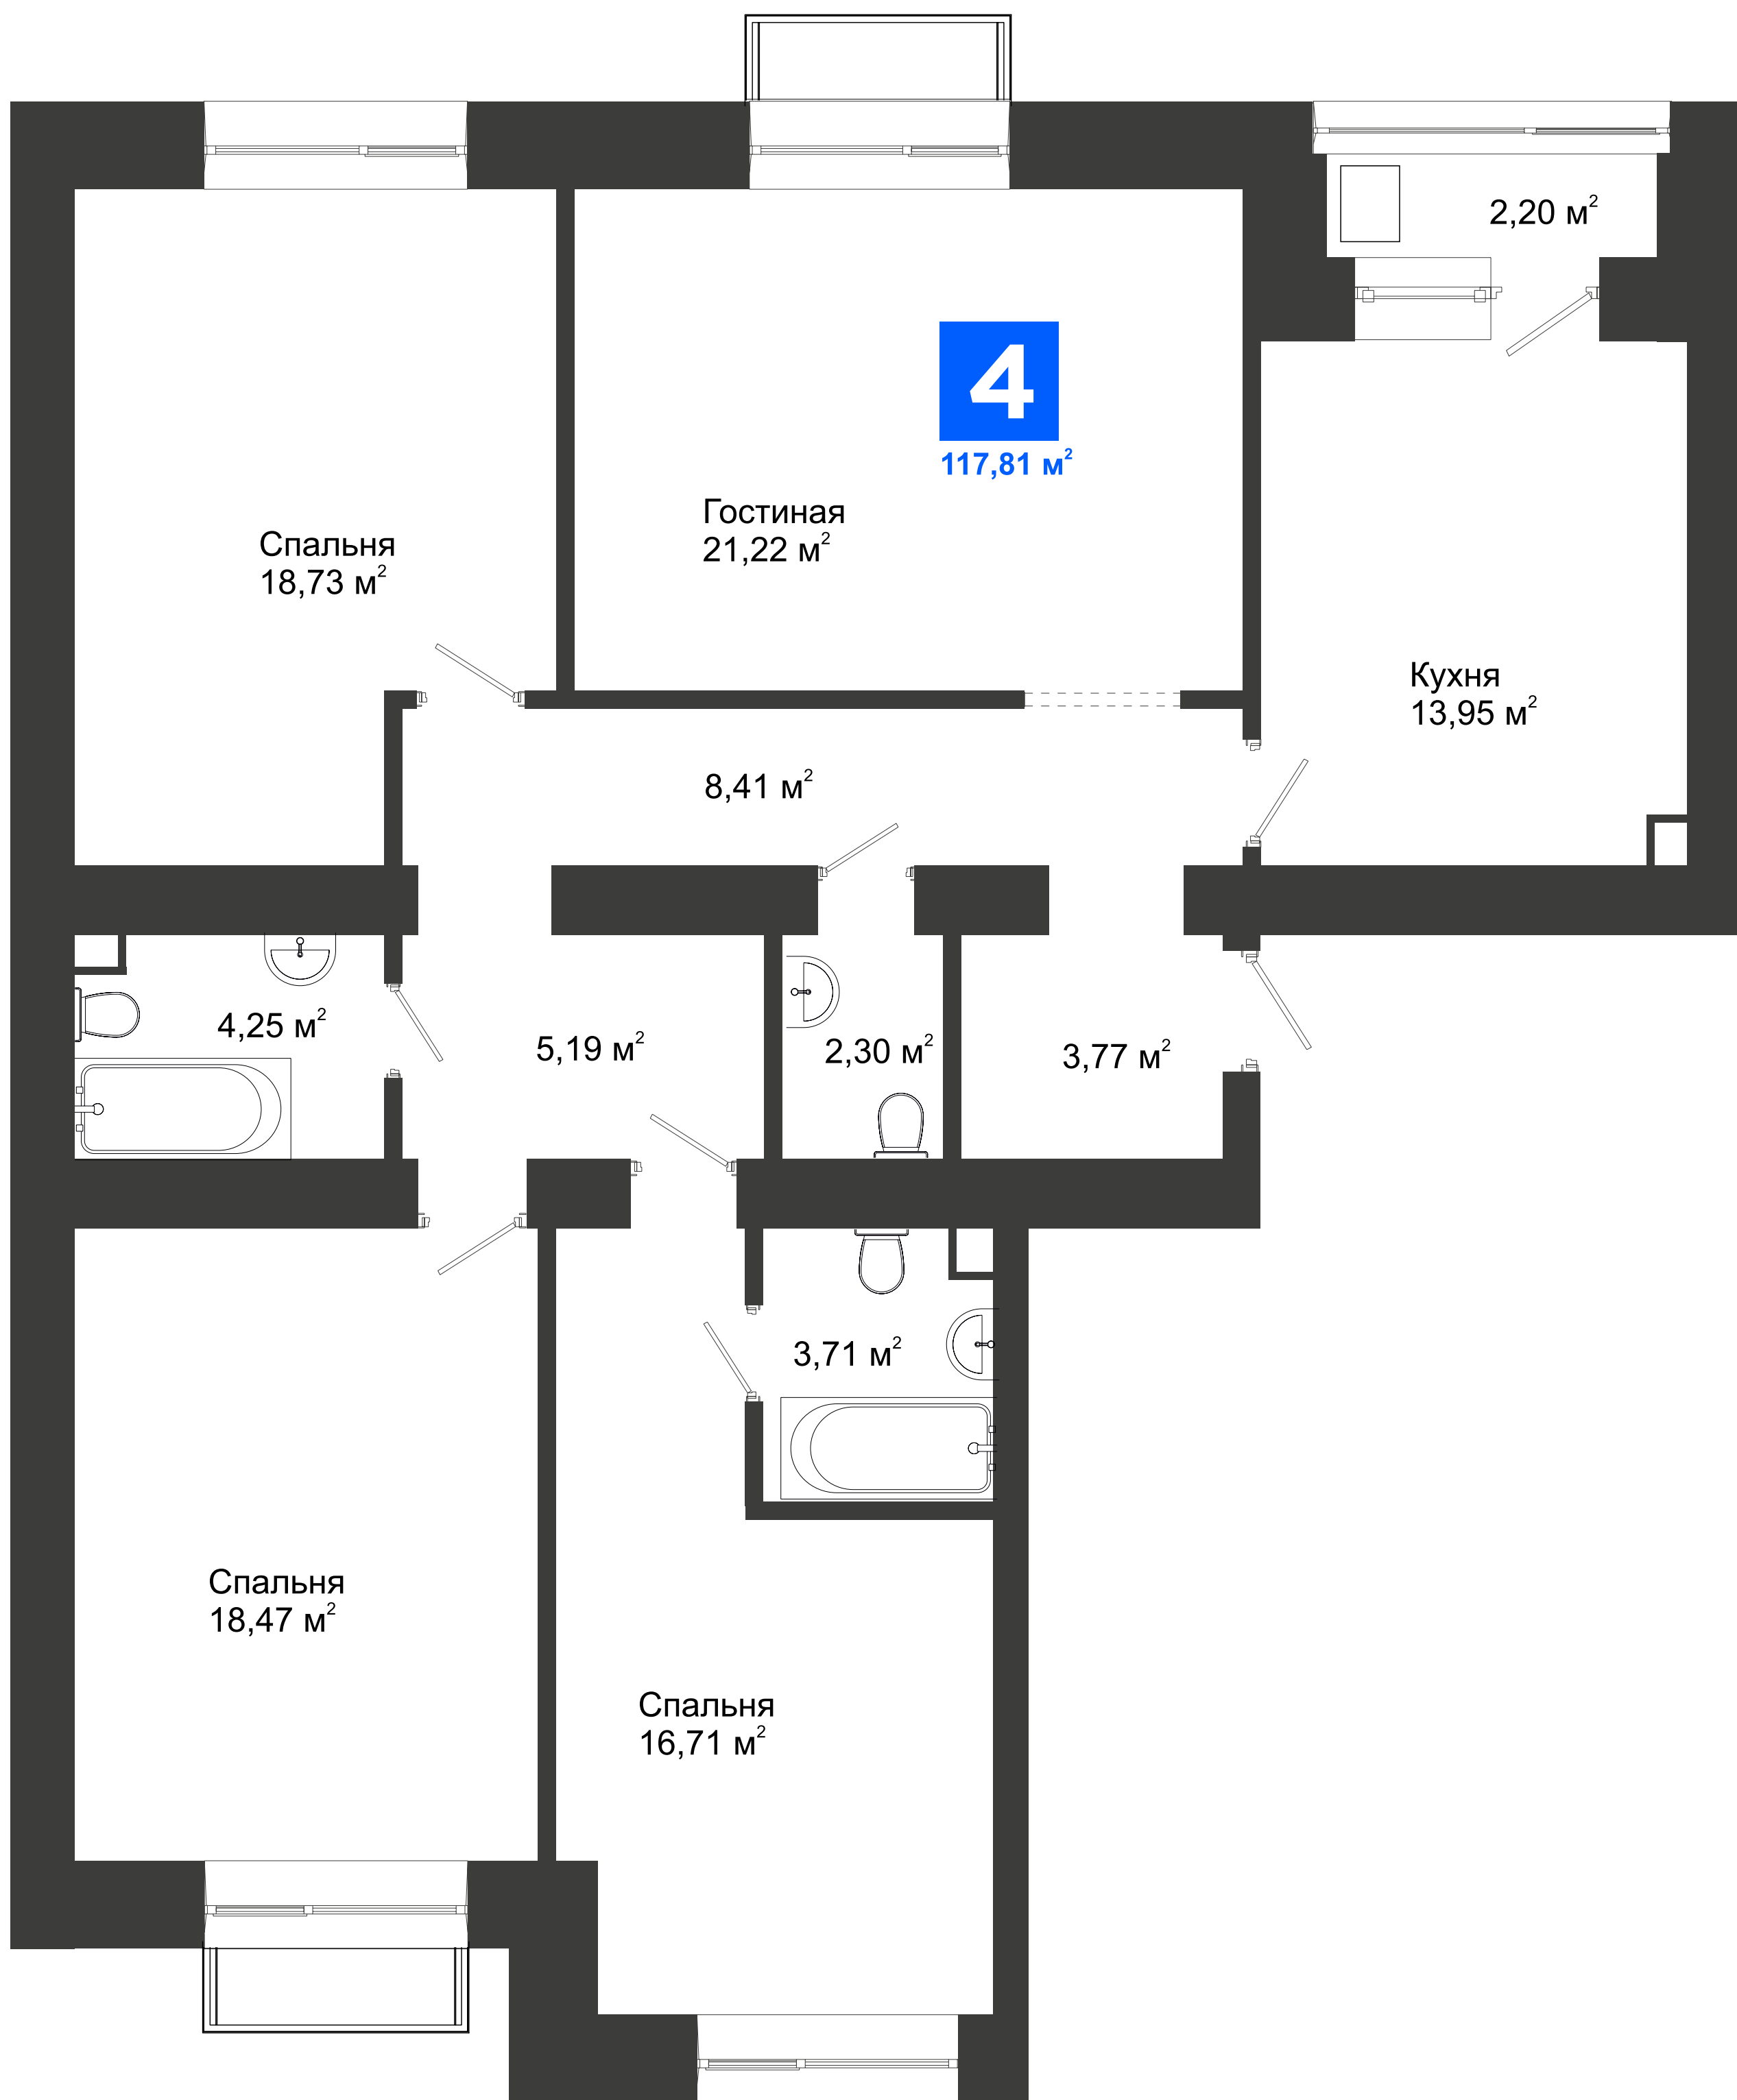 2,20 м²
4
117,81 м²
Гостиная
21,22 м²
Спальня
18,73 м²
Кухня
13,95 м²
8,41 м²
4,25 м²
5,19 м²
2,30 м²
3,77 м²
3,71 м²
Спальня
18,47 м²
Спальня
16,71 м²